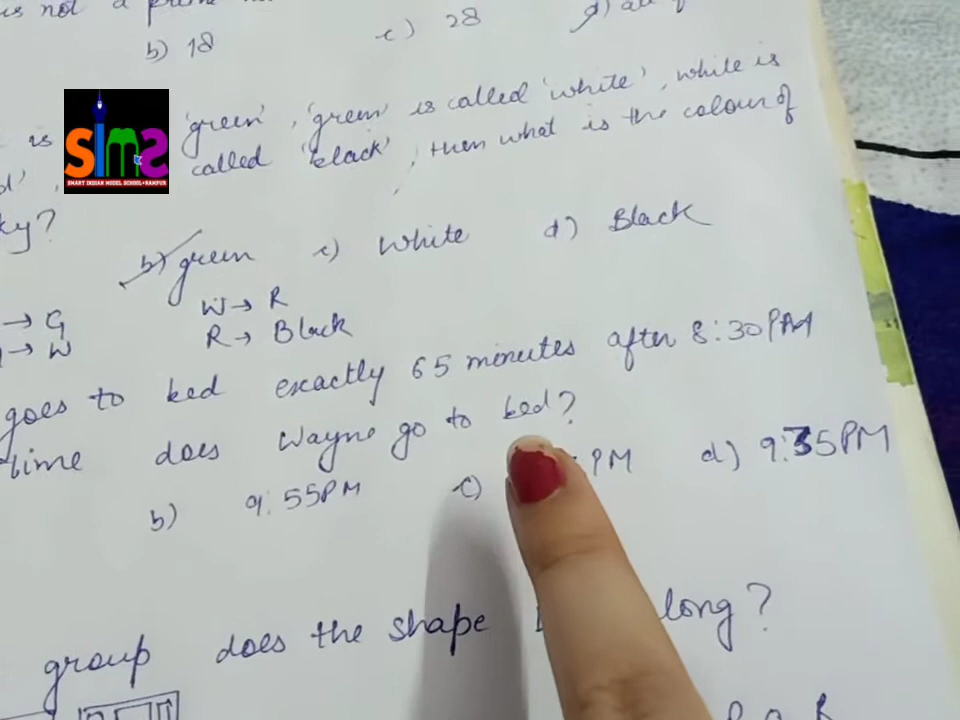 is not a prime
b) 18 c) 28 d) all of
is 'green', 'green' is called 'white', while is
called 'black', then what is the colour of
ky?
b) green c) White d) Black
→ G W → R
→ W R → Black
goes to bed exactly 65 minutes after 8:30 PM
time does Wayne go to bed?
b) 9:55PM c) PM d) 9:35PM
group does the shape long?
SIMS
SMART INDIAN MODEL SCHOOL-RAMPUR